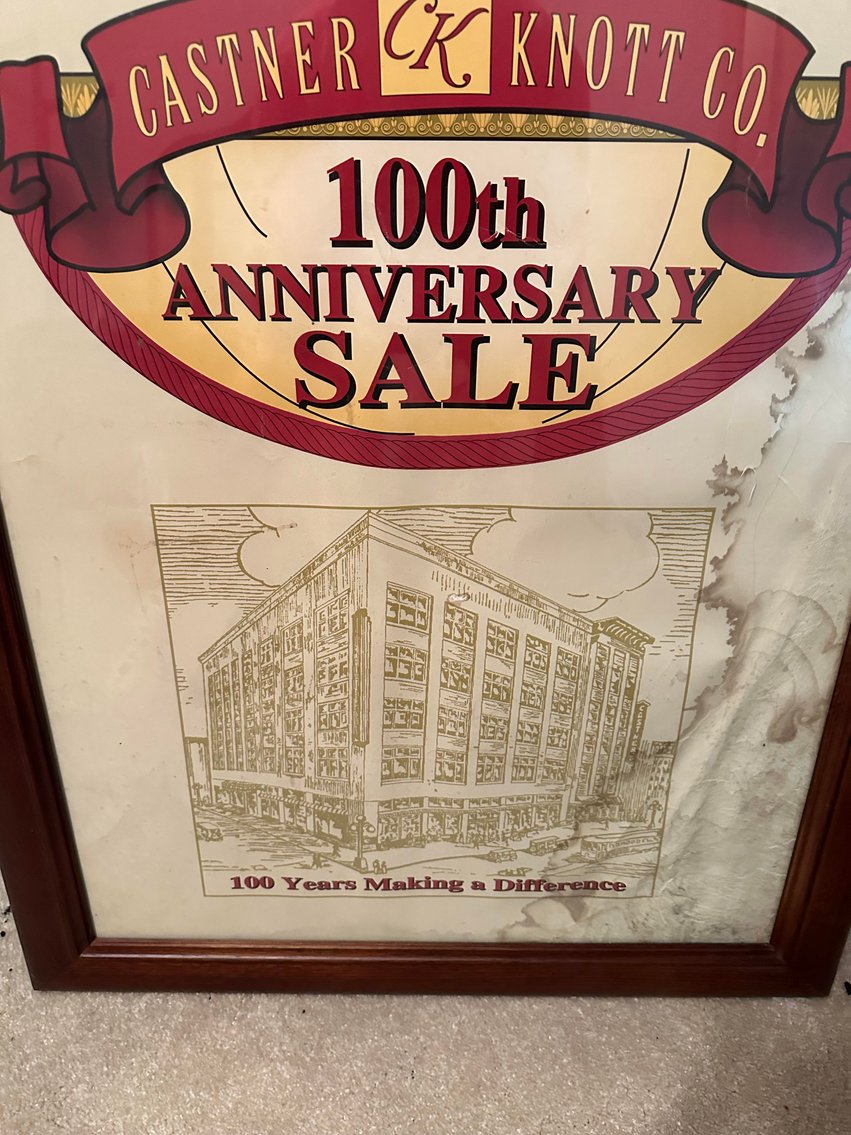 CASTNER CK KNOTT CO.
100th
ANNIVERSARY
SALE
100 Years Making a Difference